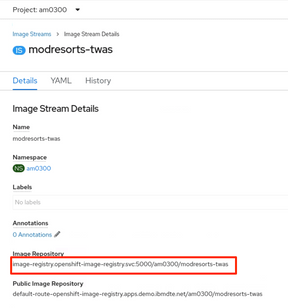 Project: am0300
Image Streams > Image Stream Details
IS modresorts-twas
Details YAML History
Image Stream Details
Name
modresorts-twas
Namespace
NS am0300
Labels
No labels
Annotations
0 Annotations
Image Repository
image-registry.openshift-image-registry.svc:5000/am0300/modresorts-twas
Public Image Repository
default-route-openshift-image-registry.apps.demo.ibmdte.net/am0300/modresorts-twas